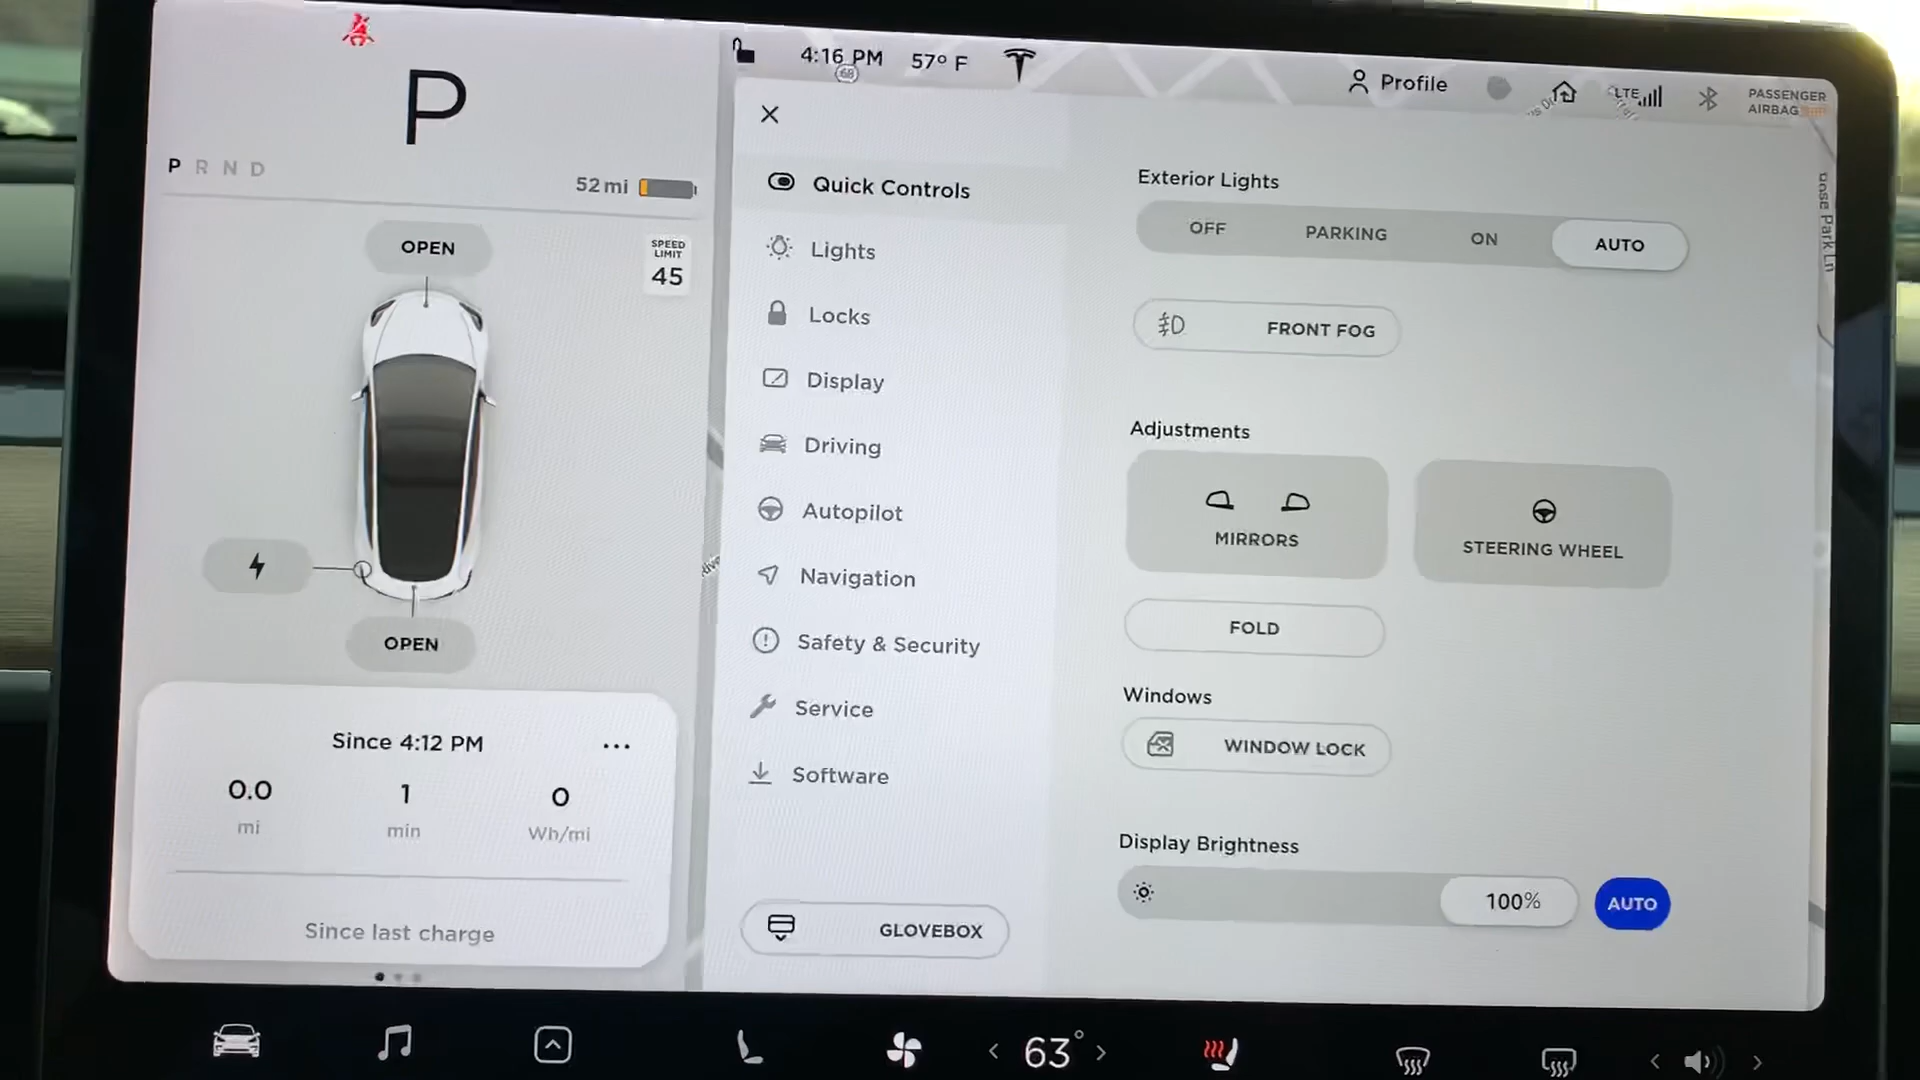 P
P R N D
52 mi
OPEN
SPEED
LIMIT
45
OPEN
Since 4:12 PM
0.0
mi
1
min
0
Wh/mi
Since last charge
4:16 PM
57° F
68
Profile
LTE
PASSENGER
AIRBAG
Quick Controls
Lights
Locks
Display
Driving
Autopilot
Navigation
Safety & Security
Service
Software
GLOVEBOX
Exterior Lights
OFF
PARKING
ON
AUTO
FRONT FOG
Adjustments
MIRRORS
STEERING WHEEL
FOLD
Windows
WINDOW LOCK
Display Brightness
100%
AUTO
63°